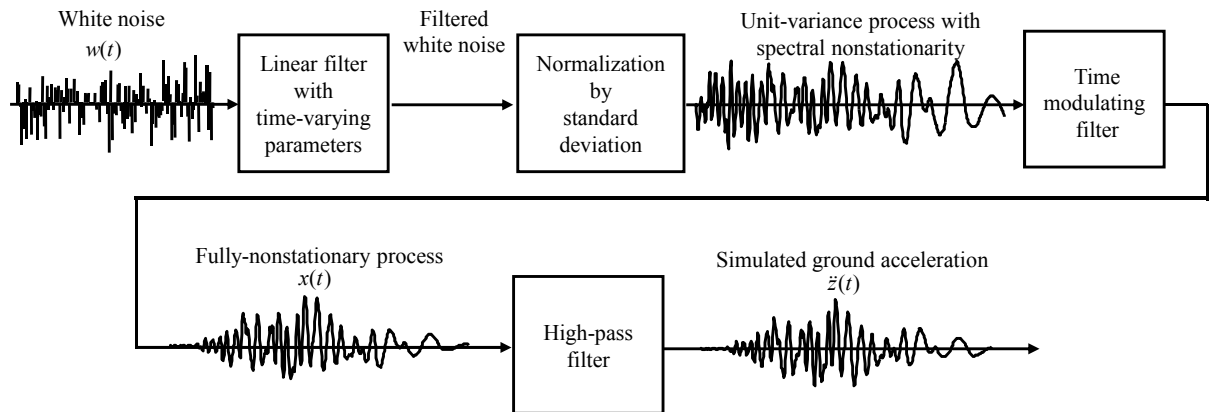 White noise
w(t)
Linear filter
with
time-varying
parameters
Filtered
white noise
Normalization
by
standard
deviation
Unit-variance process with
spectral nonstationarity
Time
modulating
filter
Fully-nonstationary process
x(t)
High-pass
filter
Simulated ground acceleration
z̈(t)